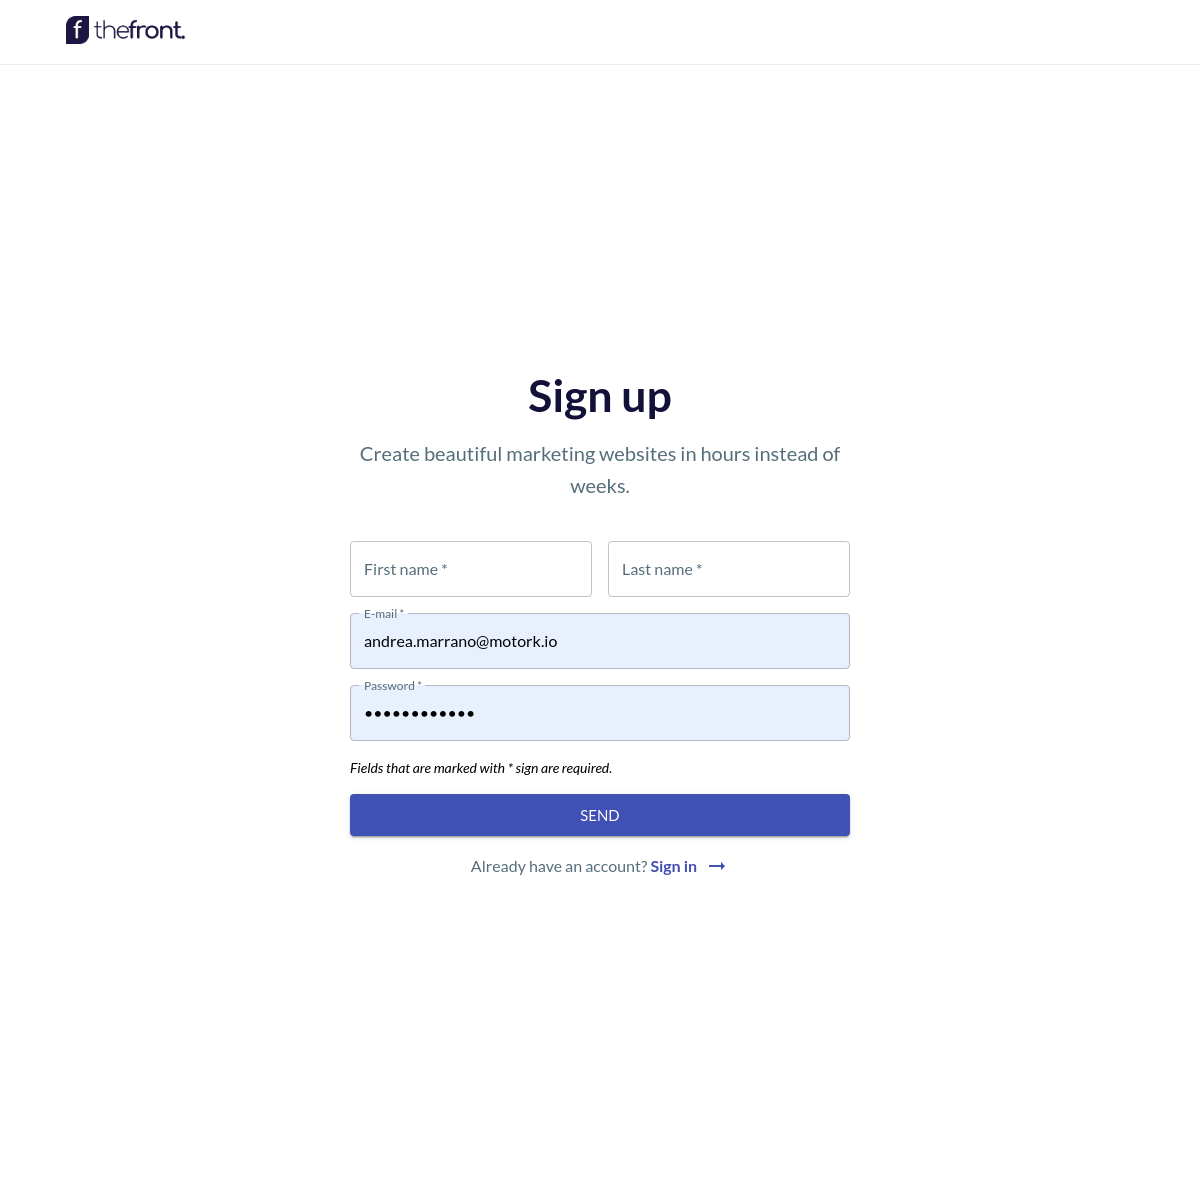 f thefront.
Sign up
Create beautiful marketing websites in hours instead of
weeks.
First name *
Last name *
E-mail *
andrea.marrano@motork.io
Password *
••••••••••••
Fields that are marked with * sign are required.
SEND
Already have an account? Sign in →